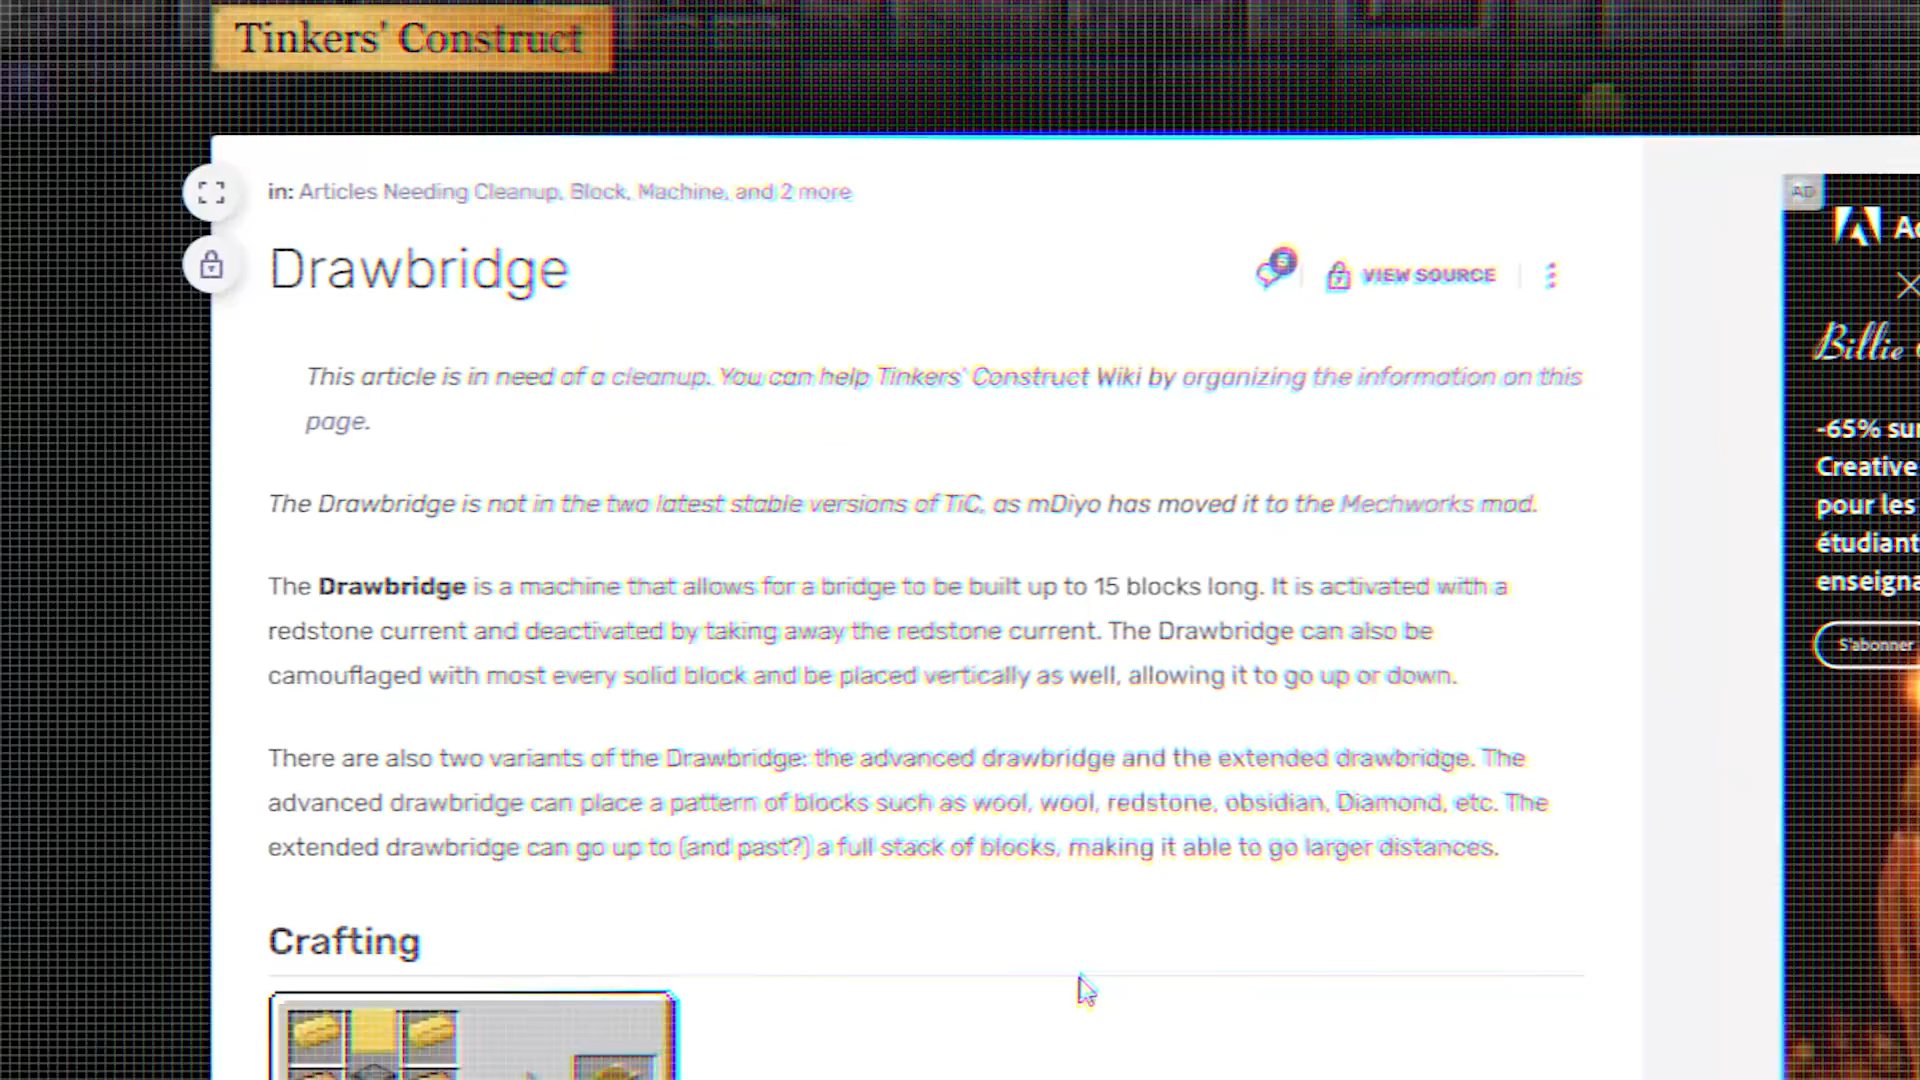 Tinkers' Construct
in: Articles Needing Cleanup, Block, Machine, and 2 more
Drawbridge
VIEW SOURCE
This article is in need of a cleanup. You can help Tinkers' Construct Wiki by organizing the information on this
page.
The Drawbridge is not in the two latest stable versions of TiC, as mDiyo has moved it to the Mechworks mod.
The Drawbridge is a machine that allows for a bridge to be built up to 15 blocks long. It is activated with a
redstone current and deactivated by taking away the redstone current. The Drawbridge can also be
camouflaged with most every solid block and be placed vertically as well, allowing it to go up or down.
There are also two variants of the Drawbridge: the advanced drawbridge and the extended drawbridge. The
advanced drawbridge can place a pattern of blocks such as wool, wool, redstone, obsidian, Diamond, etc. The
extended drawbridge can go up to (and past?) a full stack of blocks, making it able to go larger distances.
Crafting
AD
Billie
-65% sur
Creative
pour les
étudiant
enseigna
S'abonner